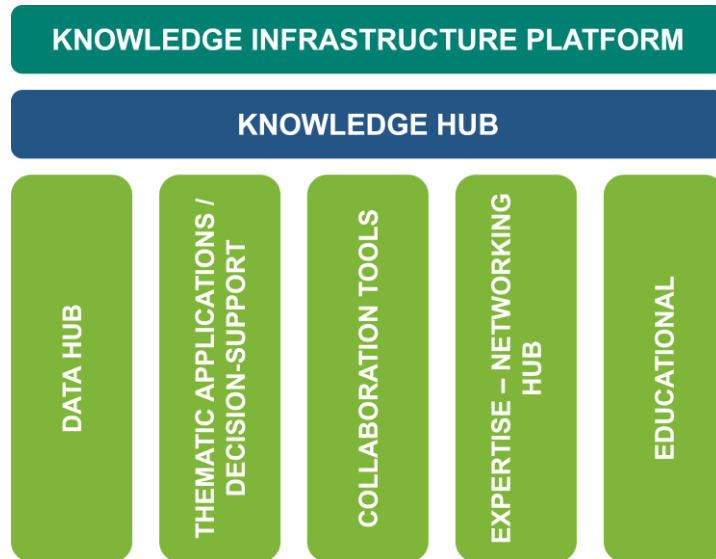 KNOWLEDGE INFRASTRUCTURE PLATFORM
KNOWLEDGE HUB
DATA HUB
THEMATIC APPLICATIONS /
DECISION-SUPPORT
COLLABORATION TOOLS
EXPERTISE – NETWORKING
HUB
EDUCATIONAL